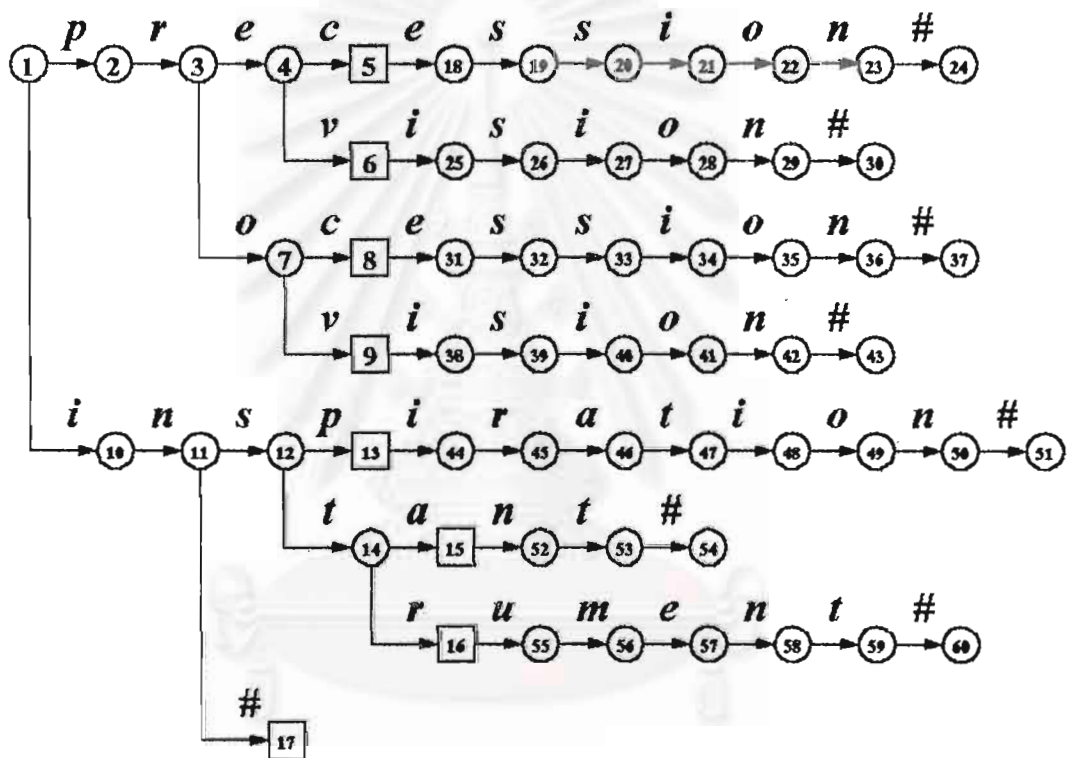 p r e c e s s i o n #
1 2 3 4 5 18 19 20 21 22 23 24
v i s i o n #
6 25 26 27 28 29 30
o c e s s i o n #
7 8 31 32 33 34 35 36 37
v i s i o n #
9 38 39 40 41 42 43
i n s p i r a t i o n #
10 11 12 13 44 45 46 47 48 49 50 51
t a n t #
14 15 52 53 54
r u m e n t #
16 55 56 57 58 59 60
#
17